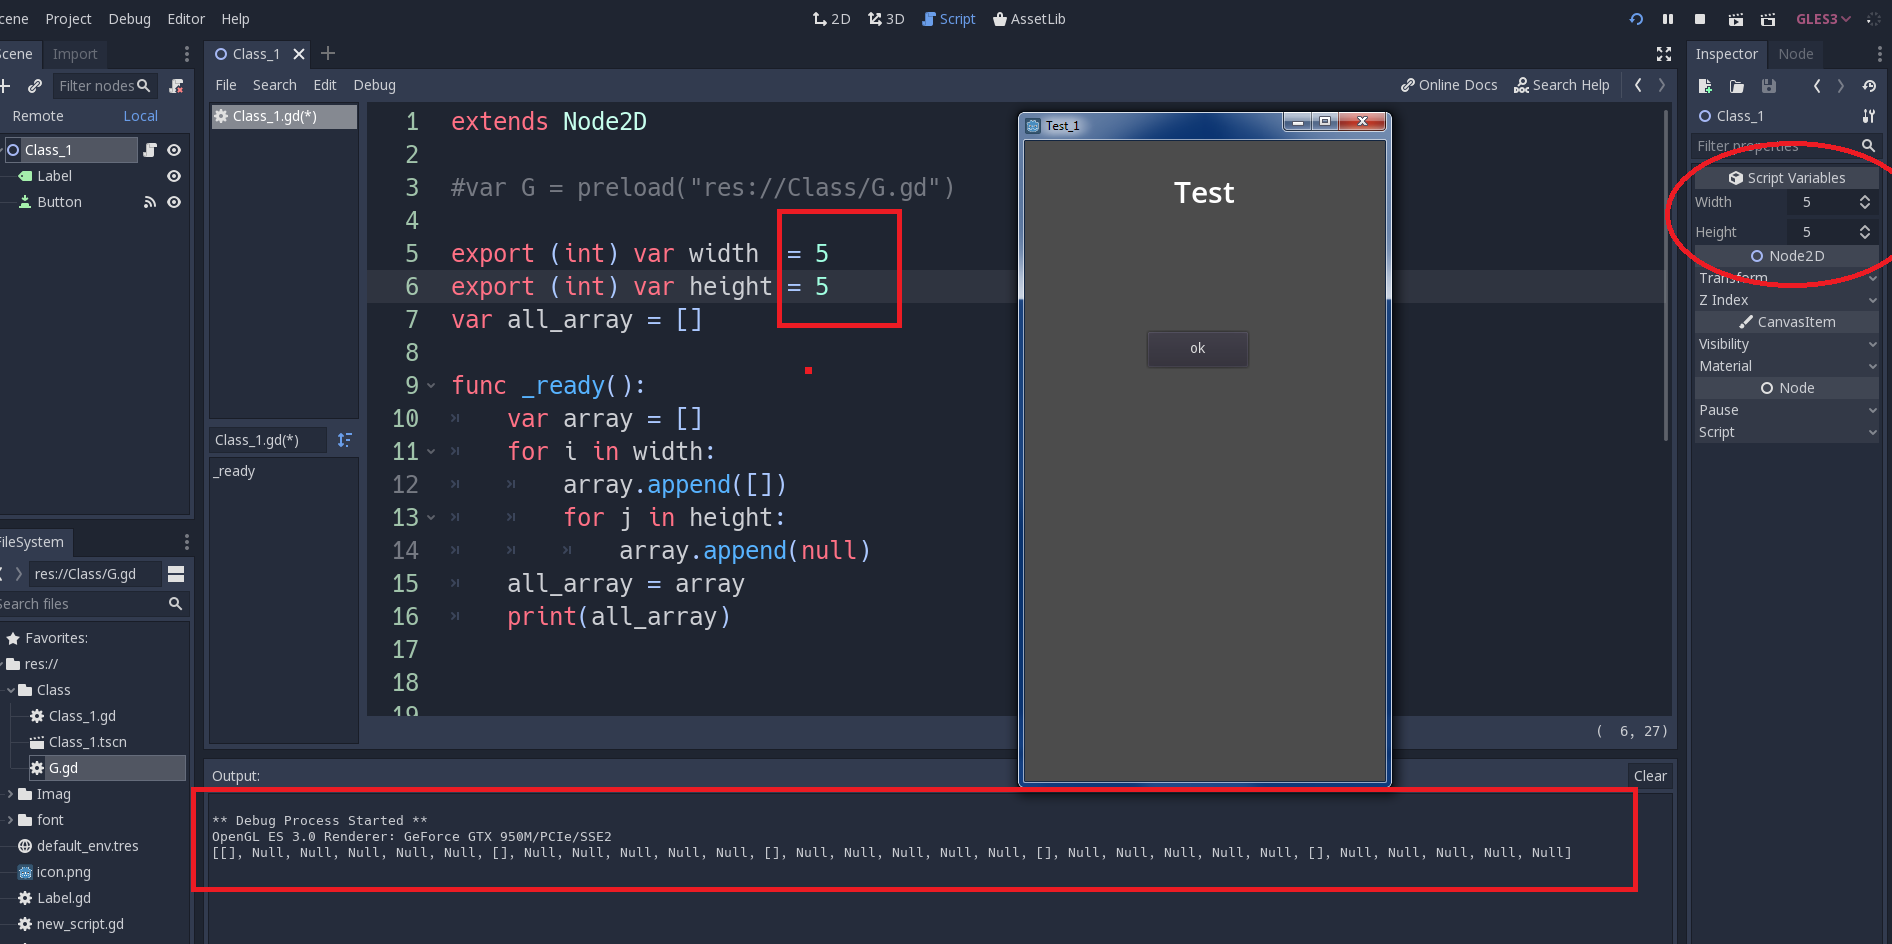 cene Project Debug Editor Help 2D 3D Script AssetLib GLES3
Scene Import
Filter nodes
Remote Local
Class_1
Label
Button
FileSystem
res://Class/G.gd
Search files
Favorites:
res://
Class
Class_1.gd
Class_1.tscn
G.gd
Imag
font
default_env.tres
icon.png
Label.gd
new_script.gd
Class_1
File Search Edit Debug Online Docs Search Help
Class_1.gd(*)
Class_1.gd(*)
_ready
1 extends Node2D
2
3 #var G = preload("res://Class/G.gd")
4
5 export (int) var width = 5
6 export (int) var height = 5
7 var all_array = []
8
9 func _ready():
10 var array = []
11 for i in width:
12 array.append([])
13 for j in height:
14 array.append(null)
15 all_array = array
16 print(all_array)
17
18
19
( 6, 27)
Test_1
Test
ok
Output: Clear
** Debug Process Started **
OpenGL ES 3.0 Renderer: GeForce GTX 950M/PCIe/SSE2
[[], Null, Null, Null, Null, Null, [], Null, Null, Null, Null, Null, [], Null, Null, Null, Null, Null, [], Null, Null, Null, Null, Null, [], Null, Null, Null, Null, Null]
Inspector Node
Class_1
Filter properties
Script Variables
Width 5
Height 5
Node2D
Transform
Z Index
CanvasItem
Visibility
Material
Node
Pause
Script